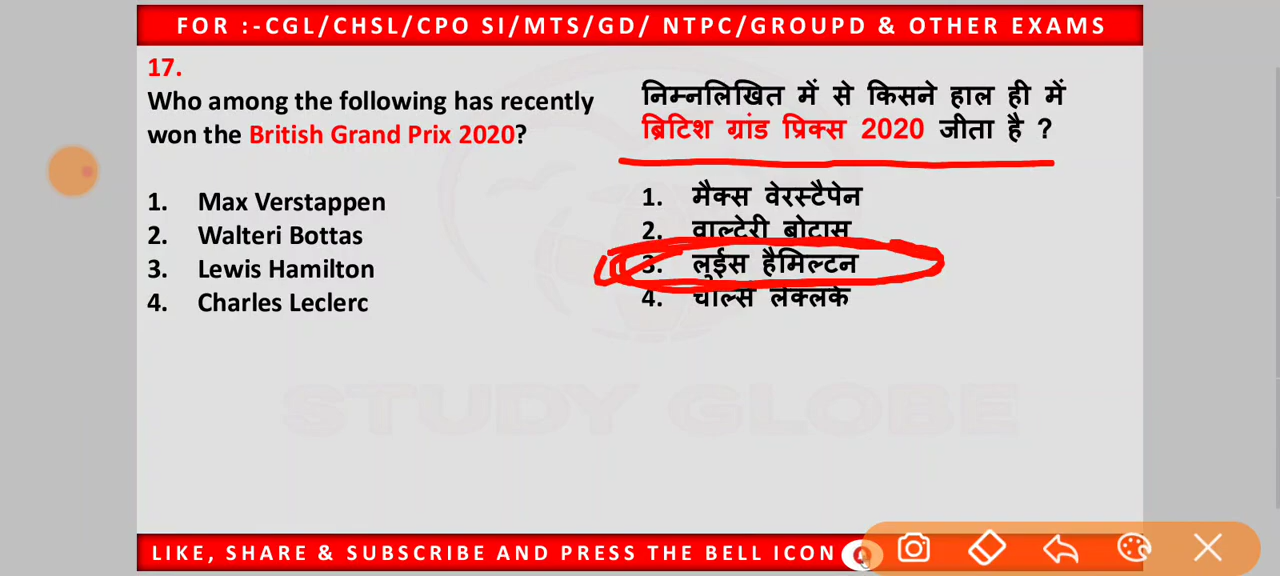 FOR :-CGL/CHSL/CPO SI/MTS/GD/ NTPC/GROUPD & OTHER EXAMS
17.
Who among the following has recently
won the British Grand Prix 2020?
1. Max Verstappen
2. Walteri Bottas
3. Lewis Hamilton
4. Charles Leclerc
निम्नलिखित में से किसने हाल ही में
ब्रिटिश ग्रांड प्रिक्स 2020 जीता है ?
1. मैक्स वेरस्टैपेन
2. वाल्टेरी बोटास
3. लुईस हैमिल्टन
4. चार्ल्स लेक्लर्क
STUDY GLOBE
LIKE, SHARE & SUBSCRIBE AND PRESS THE BELL ICON